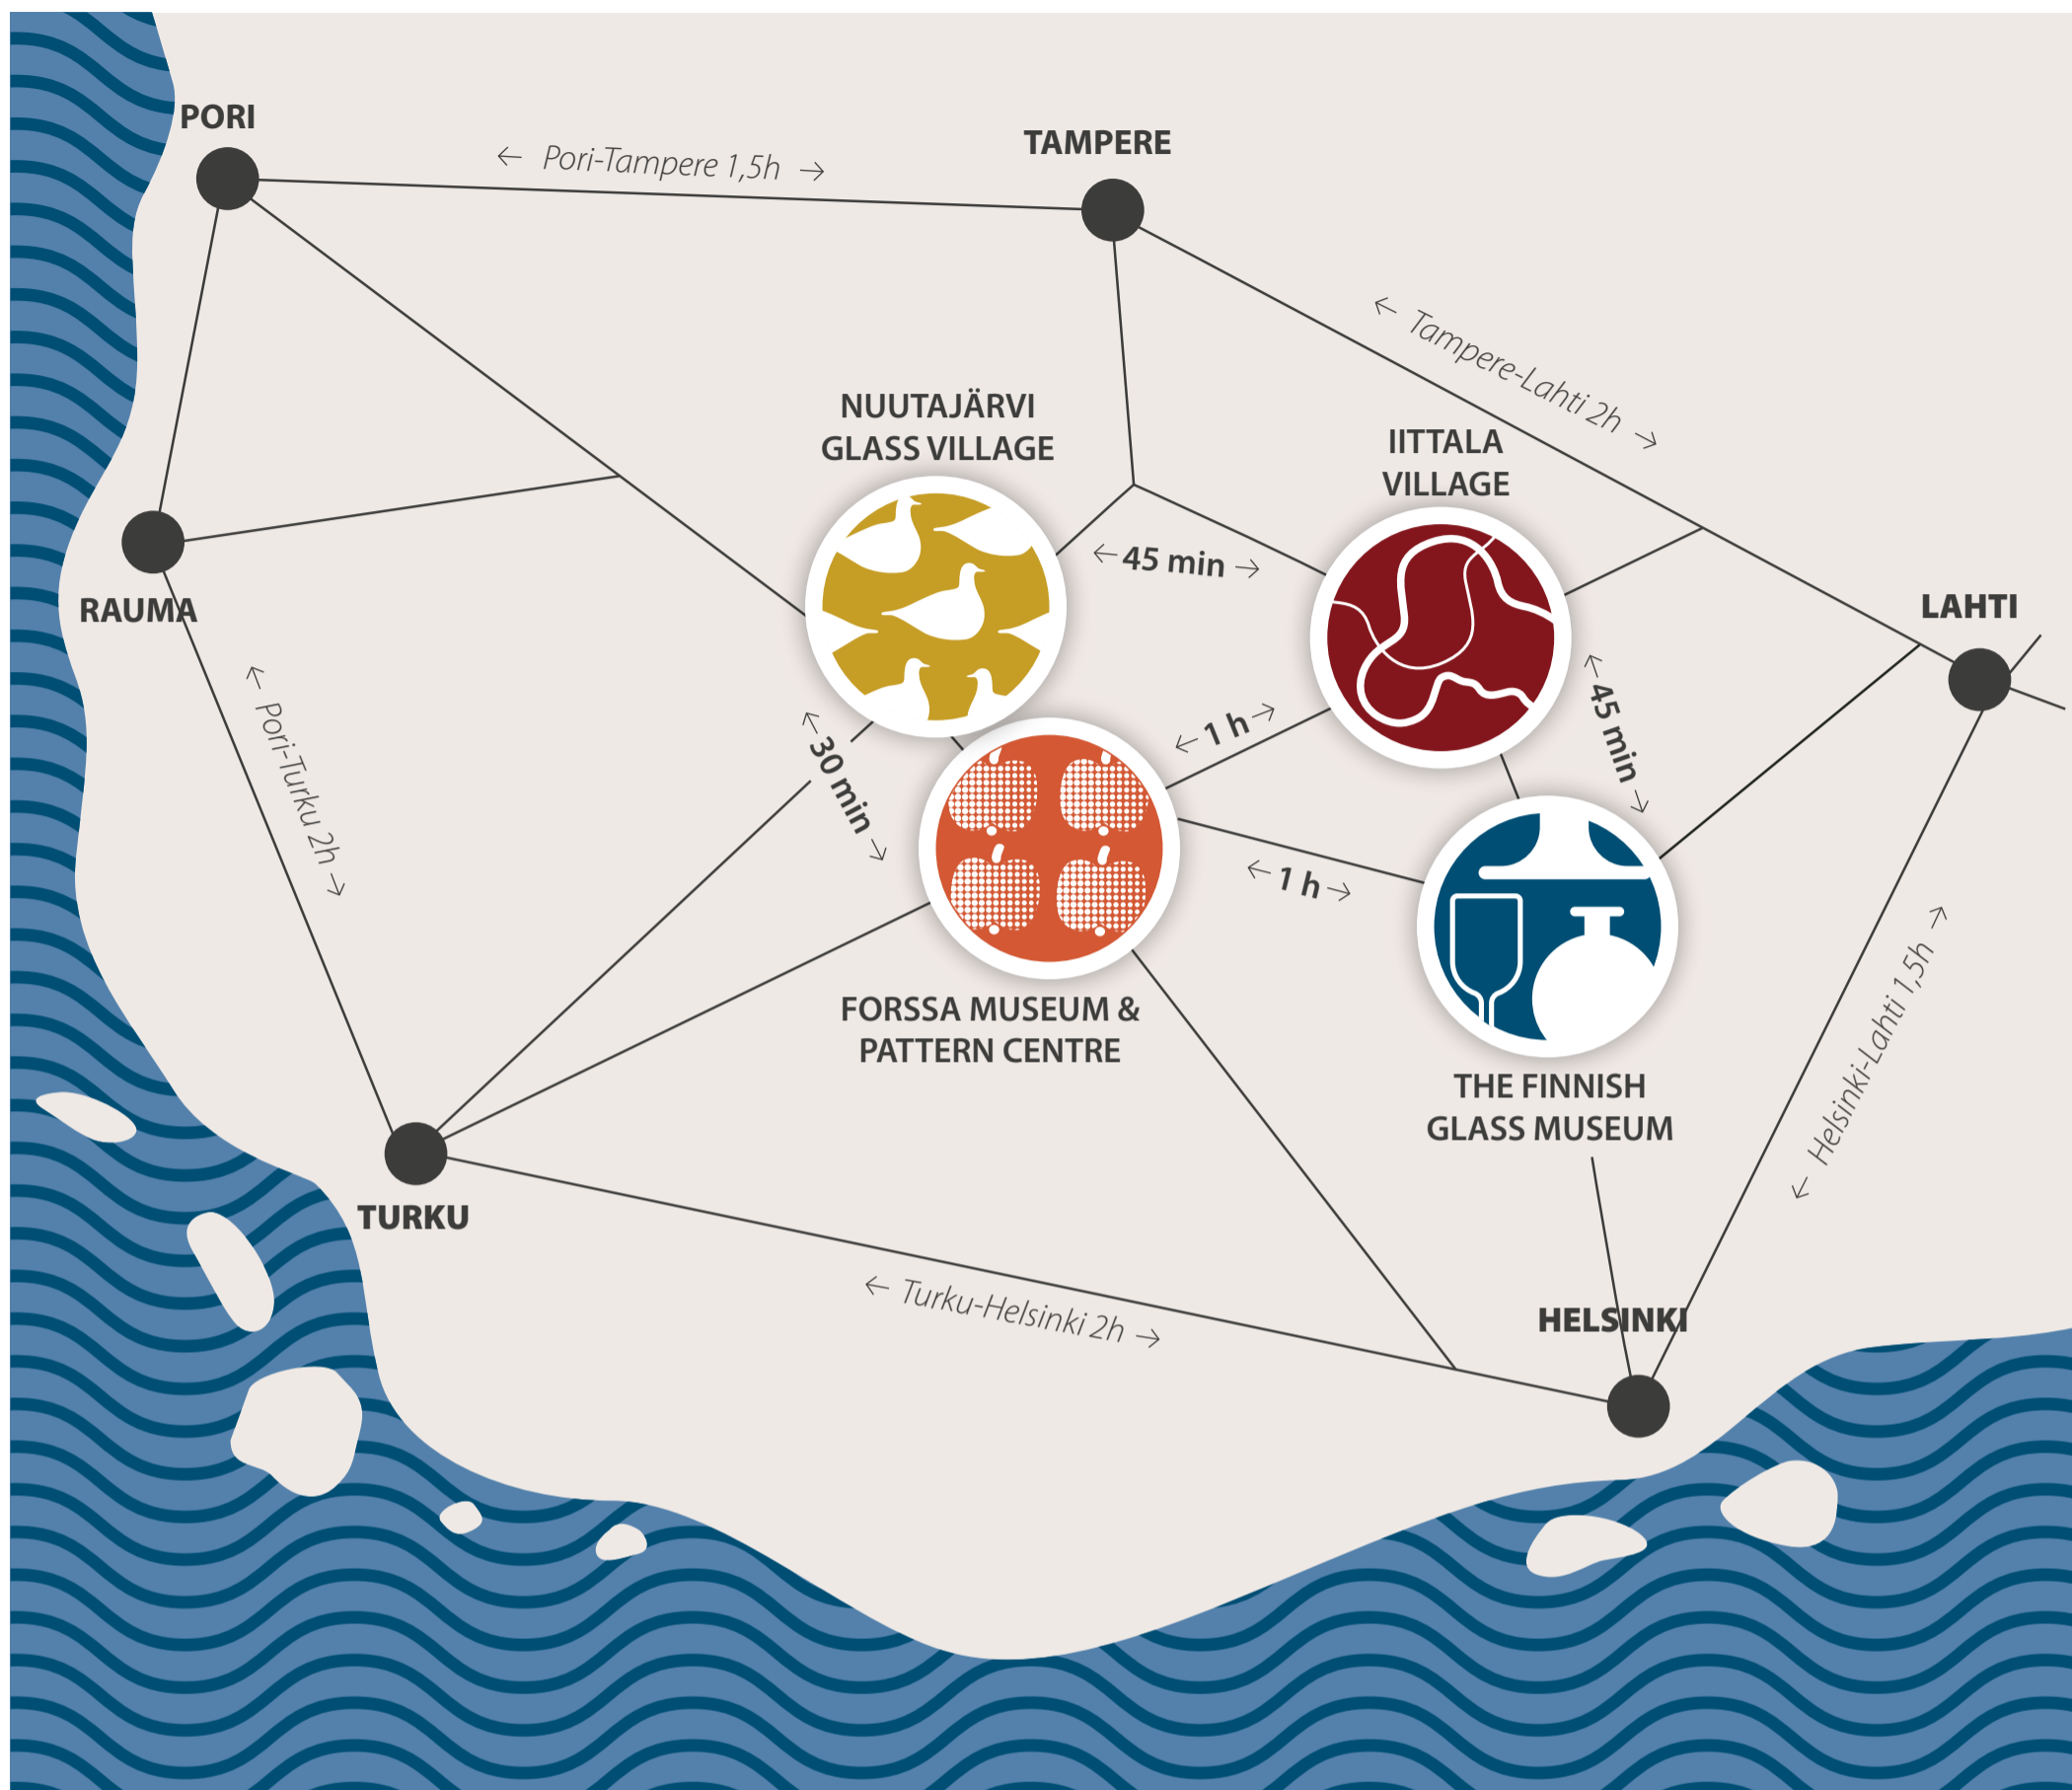 PORI
← Pori-Tampere 1,5h →
TAMPERE
← Tampere-Lahti 2h →
NUUTAJÄRVI
GLASS VILLAGE
IITTALA
VILLAGE
← 45 min →
LAHTI
RAUMA
← Pori-Turku 2h →
← 30 min →
← 1 h →
← 45 min →
← 1 h →
FORSSA MUSEUM &
PATTERN CENTRE
THE FINNISH
GLASS MUSEUM
← Helsinki-Lahti 1,5h →
TURKU
← Turku-Helsinki 2h →
HELSINKI